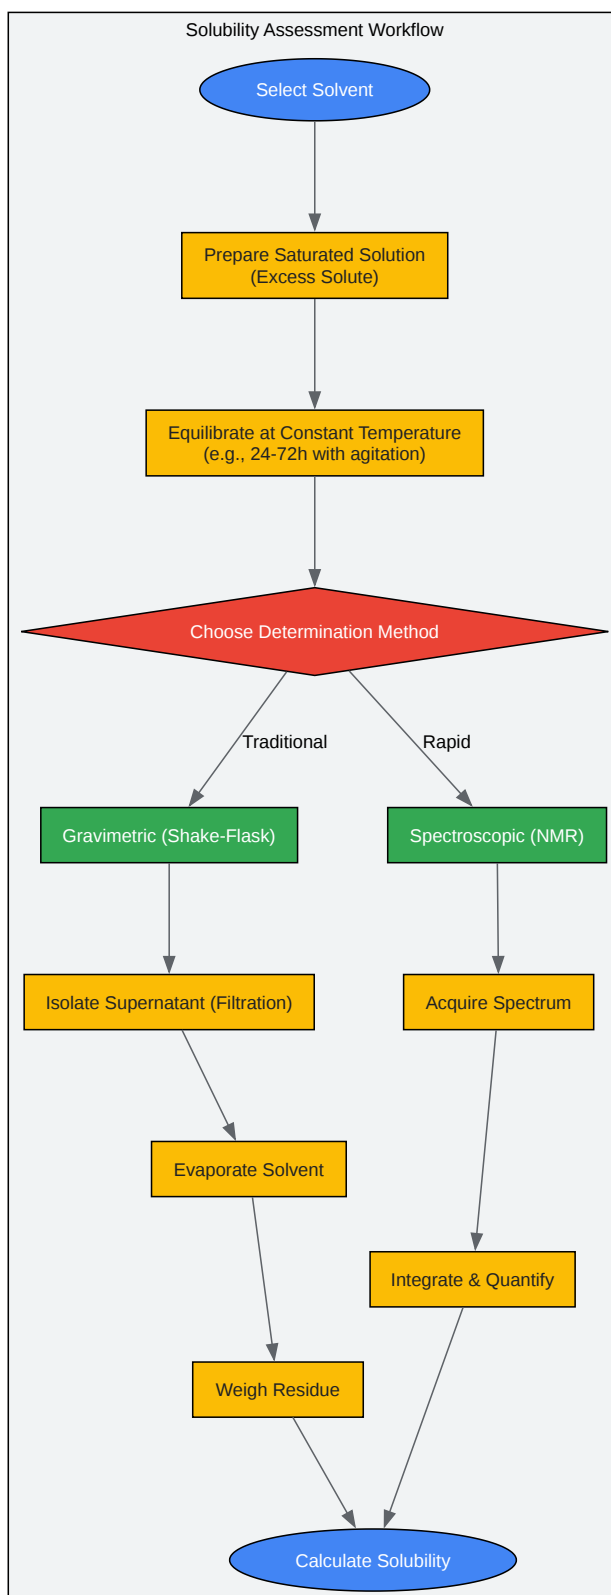 Solubility Assessment Workflow
Select Solvent
Prepare Saturated Solution
(Excess Solute)
Equilibrate at Constant Temperature
(e.g., 24-72h with agitation)
Choose Determination Method
Traditional
Rapid
Gravimetric (Shake-Flask)
Spectroscopic (NMR)
Isolate Supernatant (Filtration)
Acquire Spectrum
Evaporate Solvent
Integrate & Quantify
Weigh Residue
Calculate Solubility